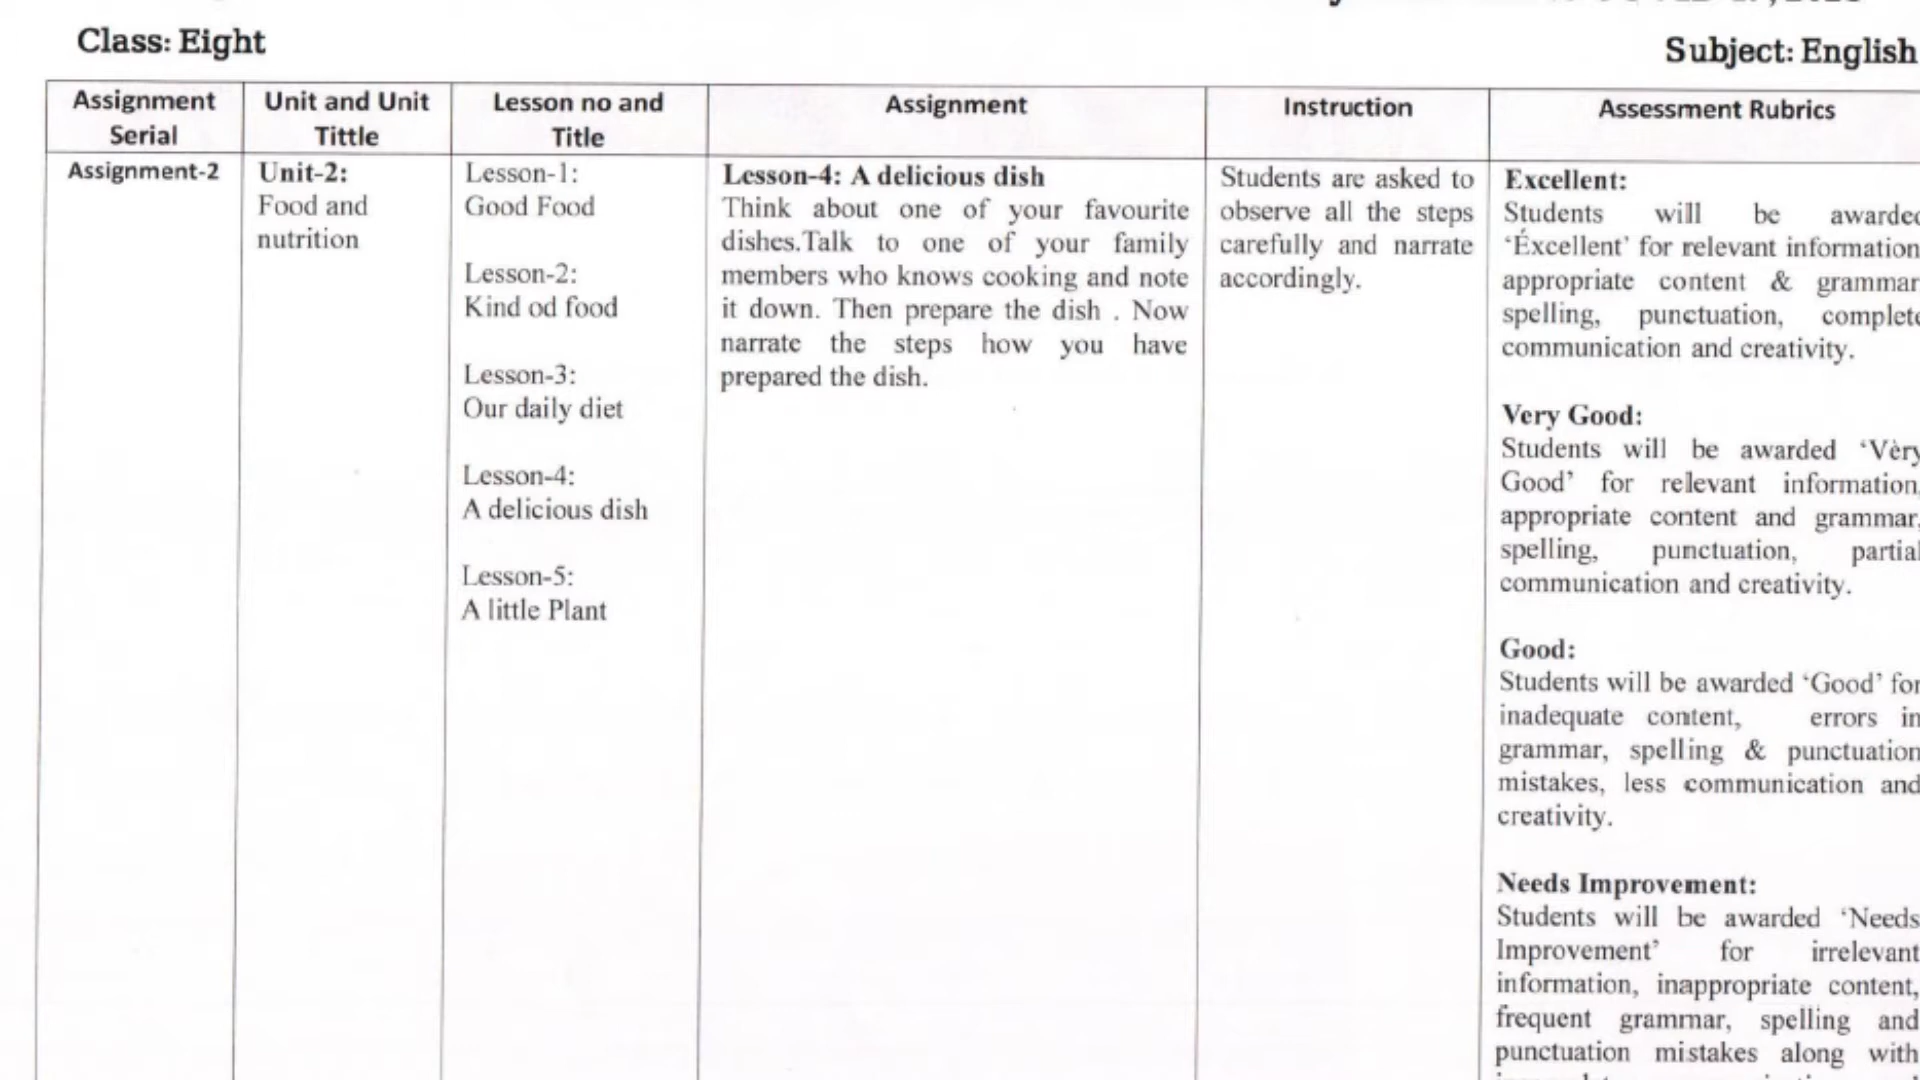 Class: Eight
Subject: English
Assignment
Serial
Unit and Unit
Tittle
Lesson no and
Title
Assignment
Instruction
Assessment Rubrics
Assignment-2
Unit-2:
Food and
nutrition
Lesson-1:
Good Food
Lesson-2:
Kind od food
Lesson-3:
Our daily diet
Lesson-4:
A delicious dish
Lesson-5:
A little Plant
Lesson-4: A delicious dish
Think about one of your favourite
dishes.Talk to one of your family
members who knows cooking and note
it down. Then prepare the dish . Now
narrate the steps how you have
prepared the dish.
Students are asked to
observe all the steps
carefully and narrate
accordingly.
Excellent:
Students will be awarded
‘Éxcellent’ for relevant information
appropriate content & grammar
spelling, punctuation, complete
communication and creativity.
Very Good:
Students will be awarded ‘Vèry
Good’ for relevant information,
appropriate content and grammar,
spelling, punctuation, partial
communication and creativity.
Good:
Students will be awarded ‘Good’ for
inadequate content, errors in
grammar, spelling & punctuation
mistakes, less communication and
creativity.
Needs Improvement:
Students will be awarded ‘Needs
Improvement’ for irrelevant
information, inappropriate content,
frequent grammar, spelling and
punctuation mistakes along with